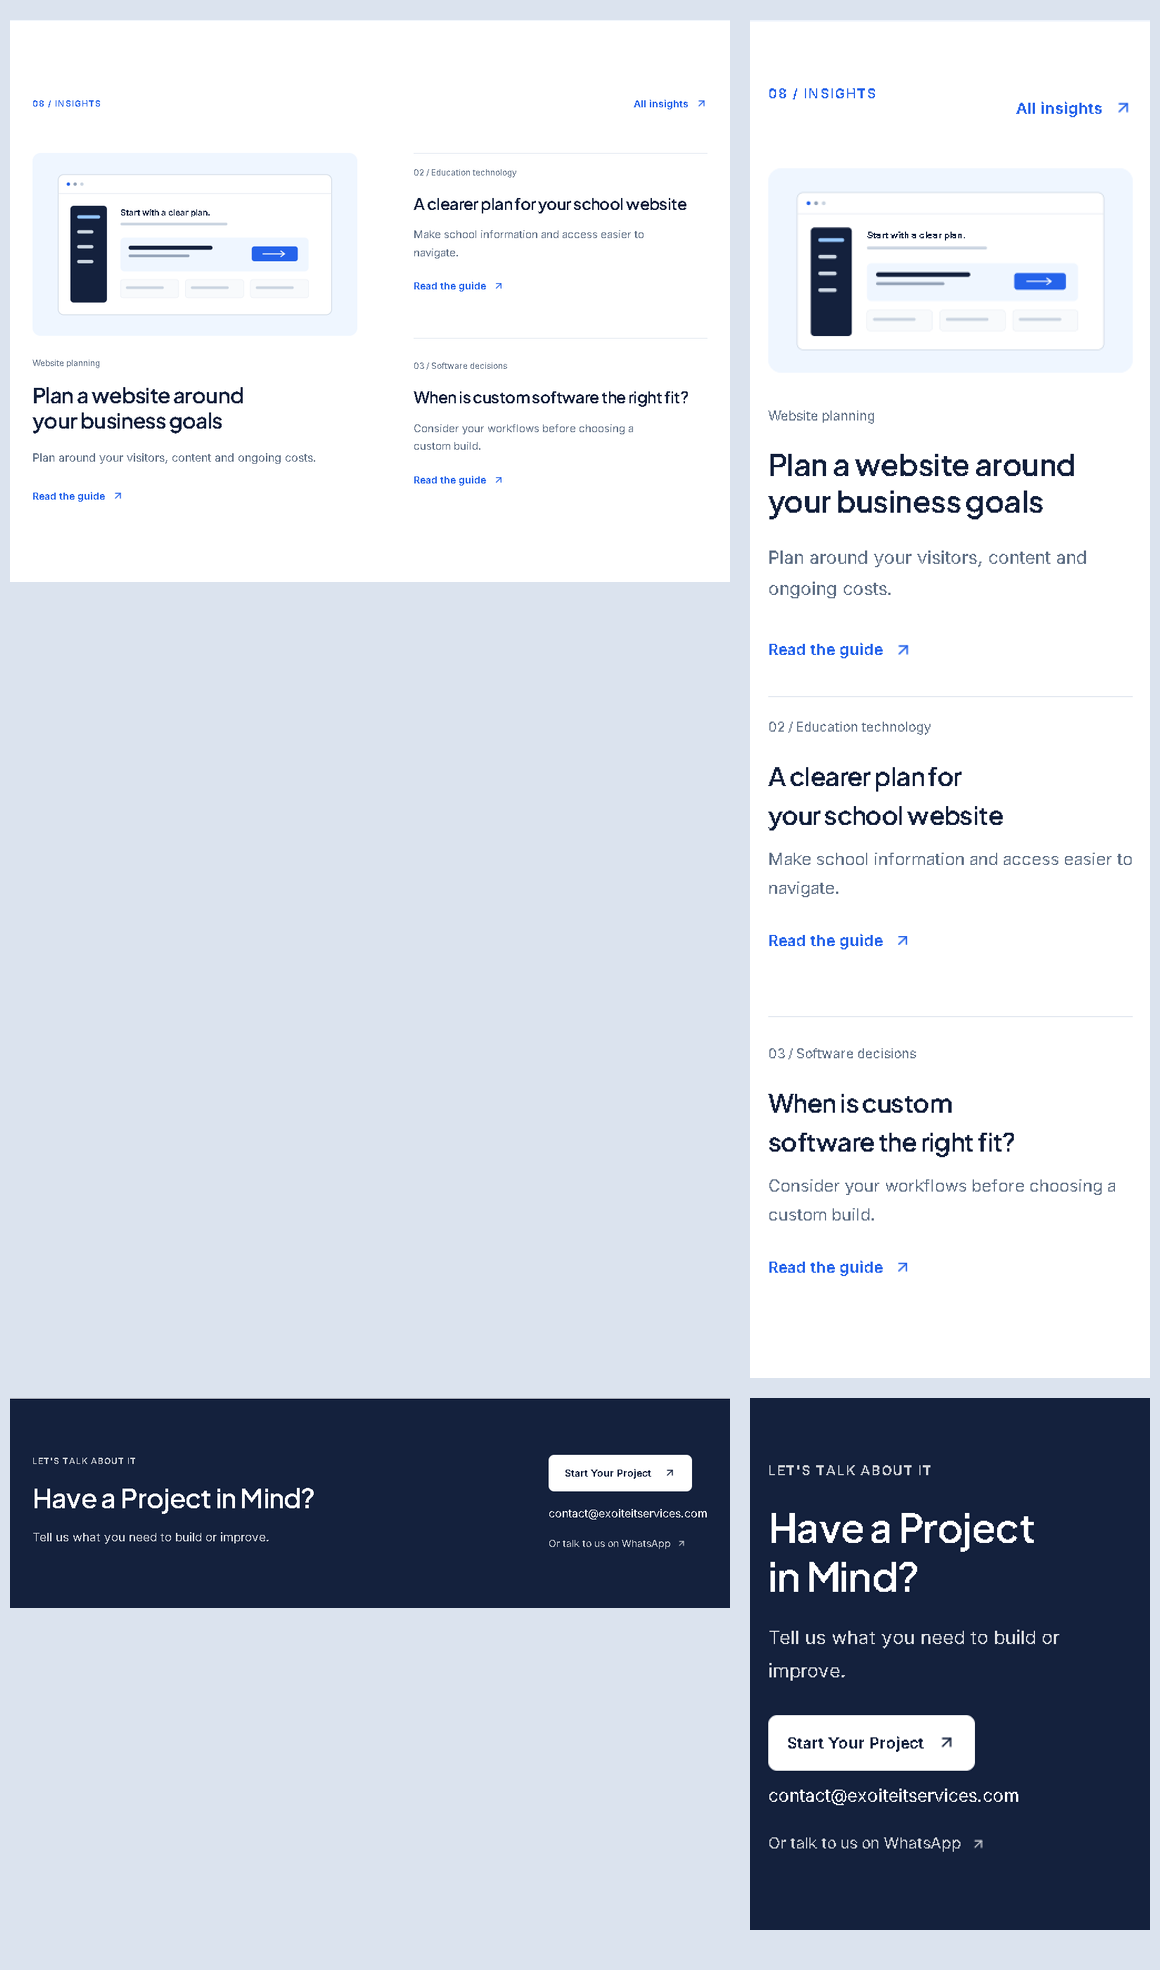 08 / INSIGHTS
All insights
Start with a clear plan.
Website planning
Plan a website around
your business goals
Plan around your visitors, content and ongoing costs.
Read the guide
02 / Education technology
A clearer plan for your school website
Make school information and access easier to
navigate.
Read the guide
03 / Software decisions
When is custom software the right fit?
Consider your workflows before choosing a
custom build.
Read the guide
08 / INSIGHTS
All insights
Start with a clear plan.
Website planning
Plan a website around
your business goals
Plan around your visitors, content and
ongoing costs.
Read the guide
02 / Education technology
A clearer plan for
your school website
Make school information and access easier to
navigate.
Read the guide
03 / Software decisions
When is custom
software the right fit?
Consider your workflows before choosing a
custom build.
Read the guide
LET'S TALK ABOUT IT
Have a Project in Mind?
Tell us what you need to build or improve.
Start Your Project
contact@exoiteitservices.com
Or talk to us on WhatsApp
LET'S TALK ABOUT IT
Have a Project
in Mind?
Tell us what you need to build or
improve.
Start Your Project
contact@exoiteitservices.com
Or talk to us on WhatsApp